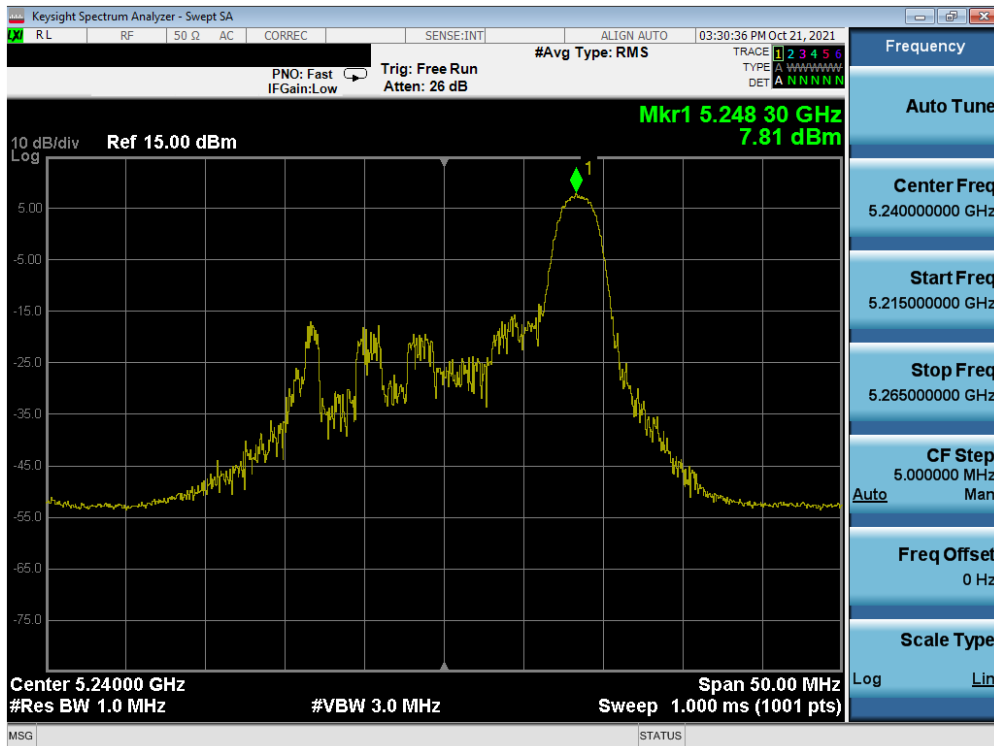 Keysight Spectrum Analyzer - Swept SA
LXI RL RF 50 Ω AC CORREC SENSE:INT ALIGN AUTO 03:30:36 PM Oct 21, 2021
#Avg Type: RMS
TRACE 1 2 3 4 5 6
TYPE A WWWWW
DET A N N N N N
PNO: Fast
IFGain:Low
Trig: Free Run
Atten: 26 dB
Mkr1 5.248 30 GHz
7.81 dBm
10 dB/div
Log
Ref 15.00 dBm
1
5.00
-5.00
-15.0
-25.0
-35.0
-45.0
-55.0
-65.0
-75.0
Center 5.24000 GHz
Span 50.00 MHz
#Res BW 1.0 MHz
#VBW 3.0 MHz
Sweep 1.000 ms (1001 pts)
MSG
STATUS
Frequency
Auto Tune
Center Freq
5.240000000 GHz
Start Freq
5.215000000 GHz
Stop Freq
5.265000000 GHz
CF Step
5.000000 MHz
Auto Man
Freq Offset
0 Hz
Scale Type
Log Lin